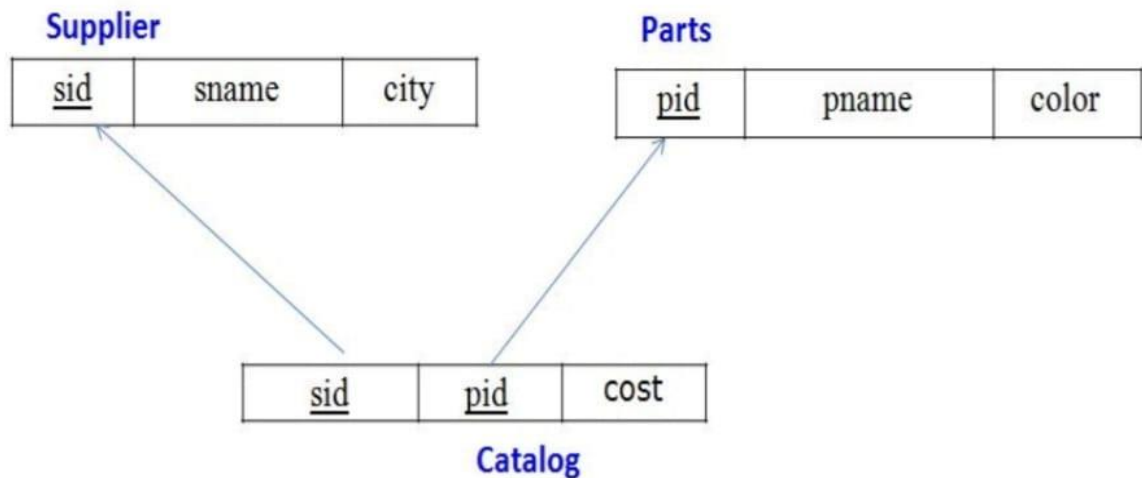 Supplier
sid sname city
Parts
pid pname color
sid pid cost
Catalog